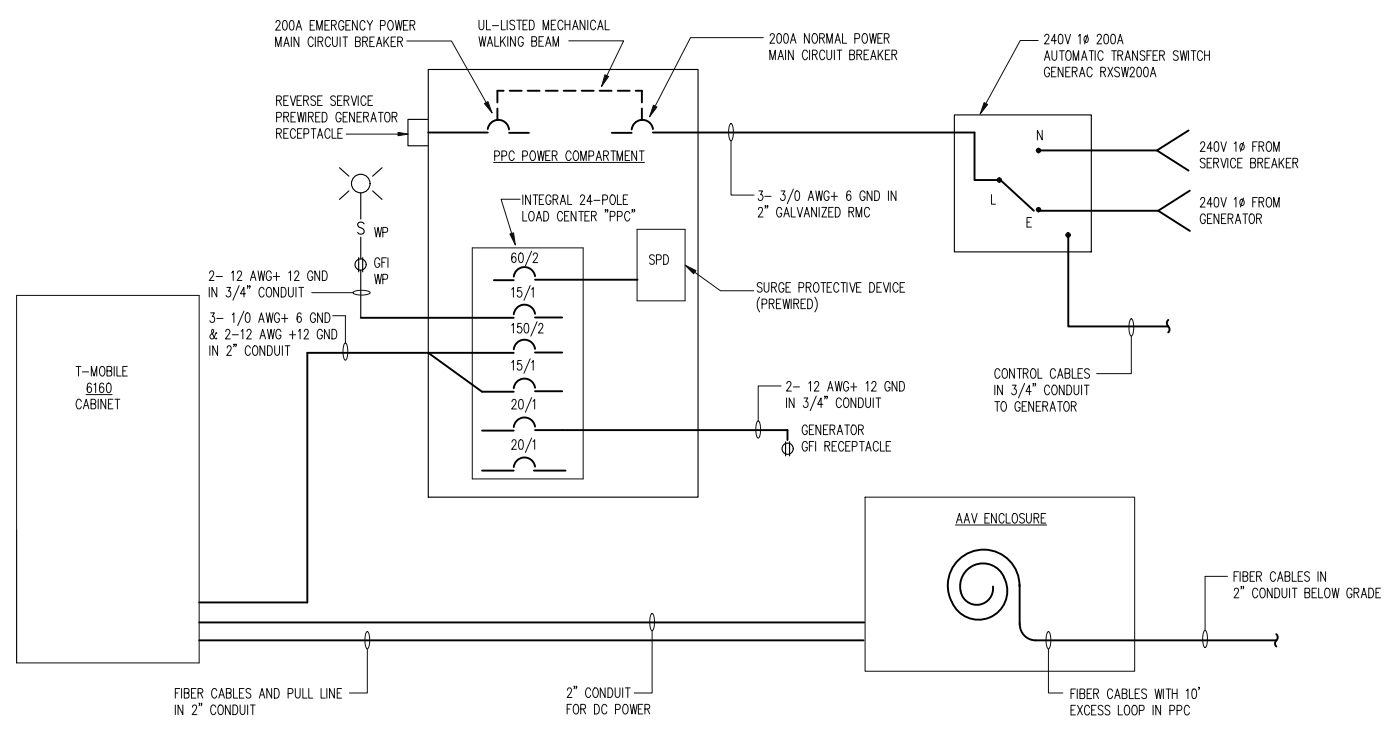 200A EMERGENCY POWER
MAIN CIRCUIT BREAKER
UL-LISTED MECHANICAL
WALKING BEAM
200A NORMAL POWER
MAIN CIRCUIT BREAKER
240V 1ø 200A
AUTOMATIC TRANSFER SWITCH
GENERAC RXSW200A
REVERSE SERVICE
PREWIRED GENERATOR
RECEPTACLE
PPC POWER COMPARTMENT
N
L
E
240V 1ø FROM
SERVICE BREAKER
240V 1ø FROM
GENERATOR
3- 3/0 AWG+ 6 GND IN
2" GALVANIZED RMC
INTEGRAL 24-POLE
LOAD CENTER "PPC"
S WP
GFI
WP
2- 12 AWG+ 12 GND
IN 3/4" CONDUIT
3- 1/0 AWG+ 6 GND
& 2-12 AWG +12 GND
IN 2" CONDUIT
60/2
15/1
150/2
15/1
20/1
20/1
SPD
SURGE PROTECTIVE DEVICE
(PREWIRED)
T-MOBILE
6160
CABINET
2- 12 AWG+ 12 GND
IN 3/4" CONDUIT
GENERATOR
GFI RECEPTACLE
CONTROL CABLES
IN 3/4" CONDUIT
TO GENERATOR
AAV ENCLOSURE
FIBER CABLES IN
2" CONDUIT BELOW GRADE
FIBER CABLES AND PULL LINE
IN 2" CONDUIT
2" CONDUIT
FOR DC POWER
FIBER CABLES WITH 10'
EXCESS LOOP IN PPC